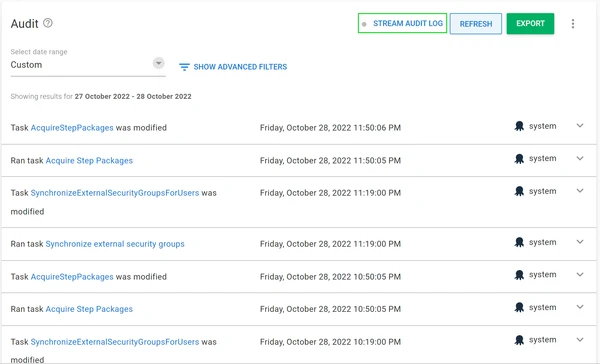 Audit
STREAM AUDIT LOG
REFRESH
EXPORT
Select date range
Custom
SHOW ADVANCED FILTERS
Showing results for 27 October 2022 - 28 October 2022
Task AcquireStepPackages was modified Friday, October 28, 2022 11:50:06 PM system
Ran task Acquire Step Packages Friday, October 28, 2022 11:50:05 PM system
Task SynchronizeExternalSecurityGroupsForUsers was Friday, October 28, 2022 11:19:00 PM system
modified
Ran task Synchronize external security groups Friday, October 28, 2022 11:19:00 PM system
Task AcquireStepPackages was modified Friday, October 28, 2022 10:50:05 PM system
Ran task Acquire Step Packages Friday, October 28, 2022 10:50:05 PM system
Task SynchronizeExternalSecurityGroupsForUsers was Friday, October 28, 2022 10:19:00 PM system
modified